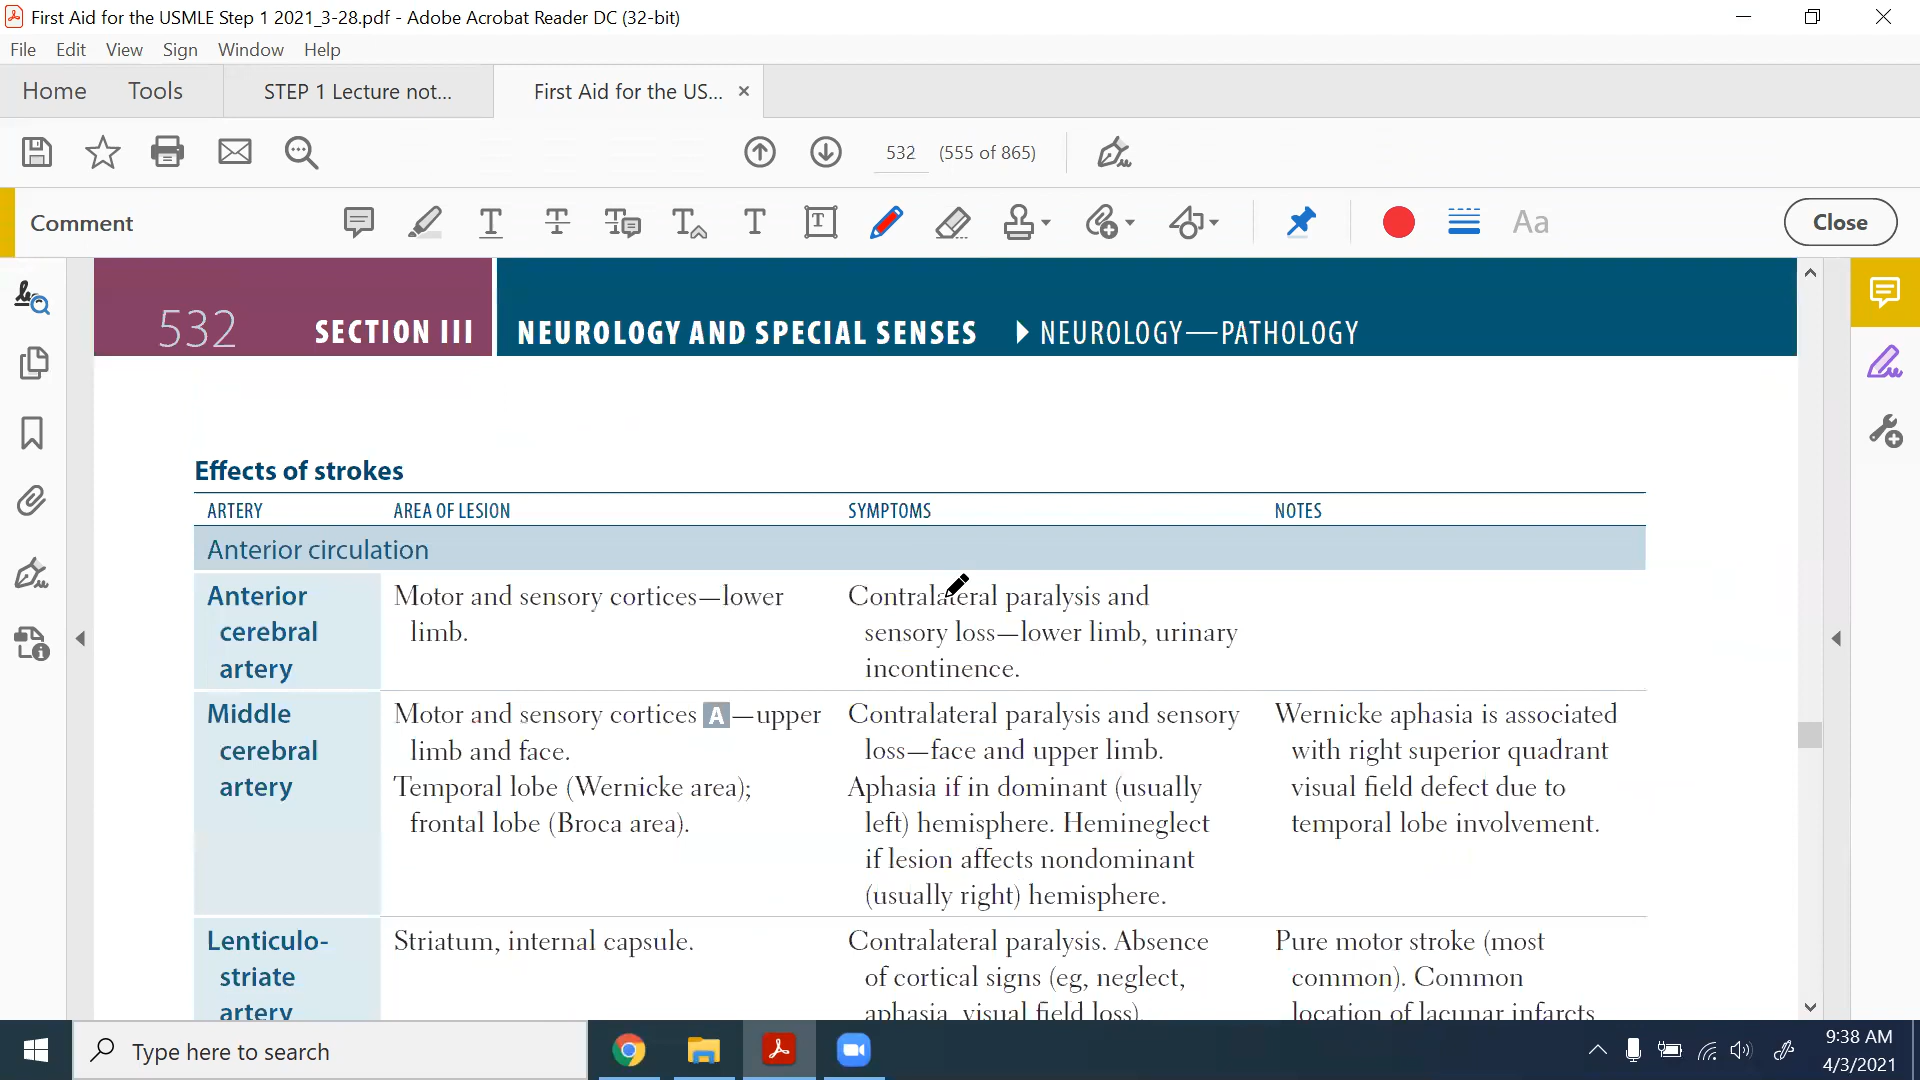 First Aid for the USMLE Step 1 2021_3-28.pdf - Adobe Acrobat Reader DC (32-bit)
File Edit View Sign Window Help
Home Tools STEP 1 Lecture not... First Aid for the US...
532 (555 of 865)
Comment Aa Close
532 SECTION III NEUROLOGY AND SPECIAL SENSES NEUROLOGY—PATHOLOGY
Effects of strokes
ARTERY AREA OF LESION SYMPTOMS NOTES
Anterior circulation
Anterior Motor and sensory cortices—lower Contralateral paralysis and
cerebral limb. sensory loss—lower limb, urinary
artery incontinence.
Middle Motor and sensory cortices A—upper Contralateral paralysis and sensory Wernicke aphasia is associated
cerebral limb and face. loss—face and upper limb. with right superior quadrant
artery Temporal lobe (Wernicke area); Aphasia if in dominant (usually visual field defect due to
frontal lobe (Broca area). left) hemisphere. Hemineglect temporal lobe involvement.
if lesion affects nondominant
(usually right) hemisphere.
Lenticulo- Striatum, internal capsule. Contralateral paralysis. Absence Pure motor stroke (most
striate of cortical signs (eg, neglect, common). Common
artery aphasia, visual field loss). location of lacunar infarcts
Type here to search
9:38 AM
4/3/2021